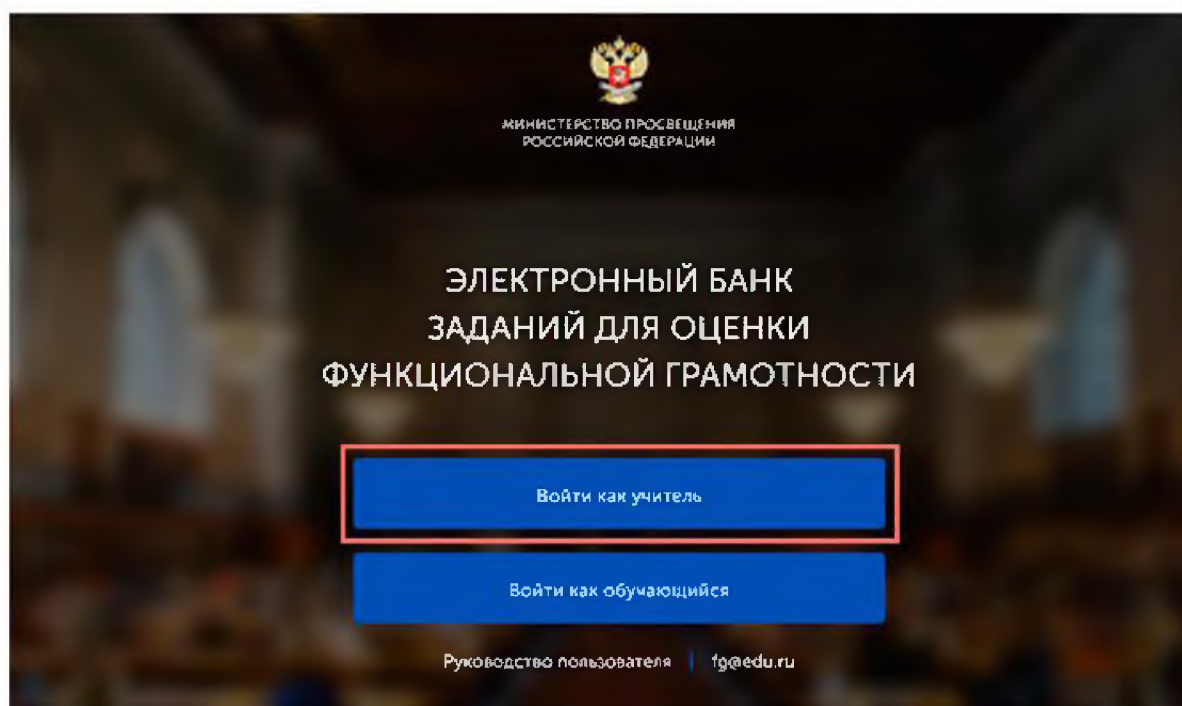 МИНИСТЕРСТВО ПРОСВЕЩЕНИЯ
РОССИЙСКОЙ ФЕДЕРАЦИИ
ЭЛЕКТРОННЫЙ БАНК
ЗАДАНИЙ ДЛЯ ОЦЕНКИ
ФУНКЦИОНАЛЬНОЙ ГРАМОТНОСТИ
Войти как учитель
Войти как обучающийся
Руководство пользователя | fg@edu.ru